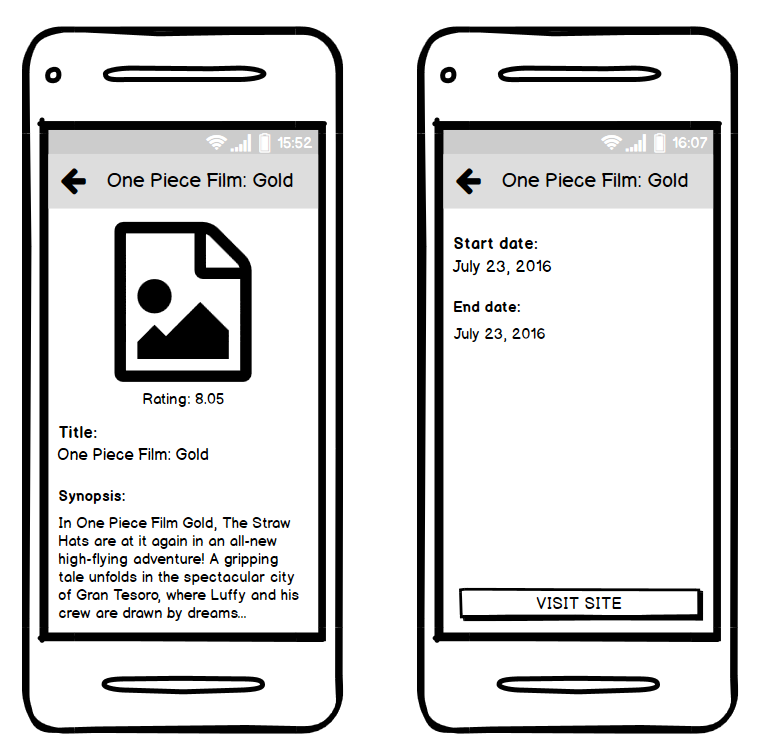 15:52
One Piece Film: Gold
Rating: 8.05
Title:
One Piece Film: Gold
Synopsis:
In One Piece Film Gold, The Straw
Hats are at it again in an all-new
high-flying adventure! A gripping
tale unfolds in the spectacular city
of Gran Tesoro, where Luffy and his
crew are drawn by dreams...
16:07
One Piece Film: Gold
Start date:
July 23, 2016
End date:
July 23, 2016
VISIT SITE